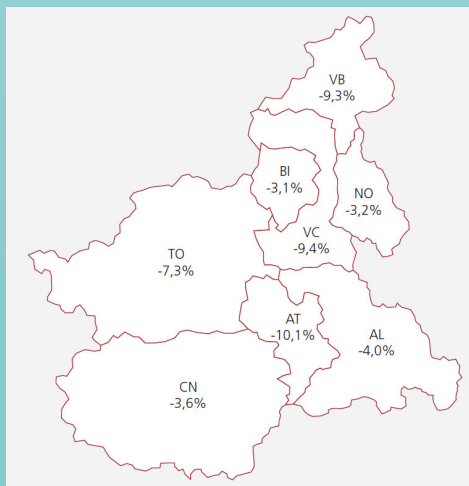 VB
-9,3%
BI
-3,1%
NO
-3,2%
VC
-9,4%
TO
-7,3%
AT
-10,1%
AL
-4,0%
CN
-3,6%